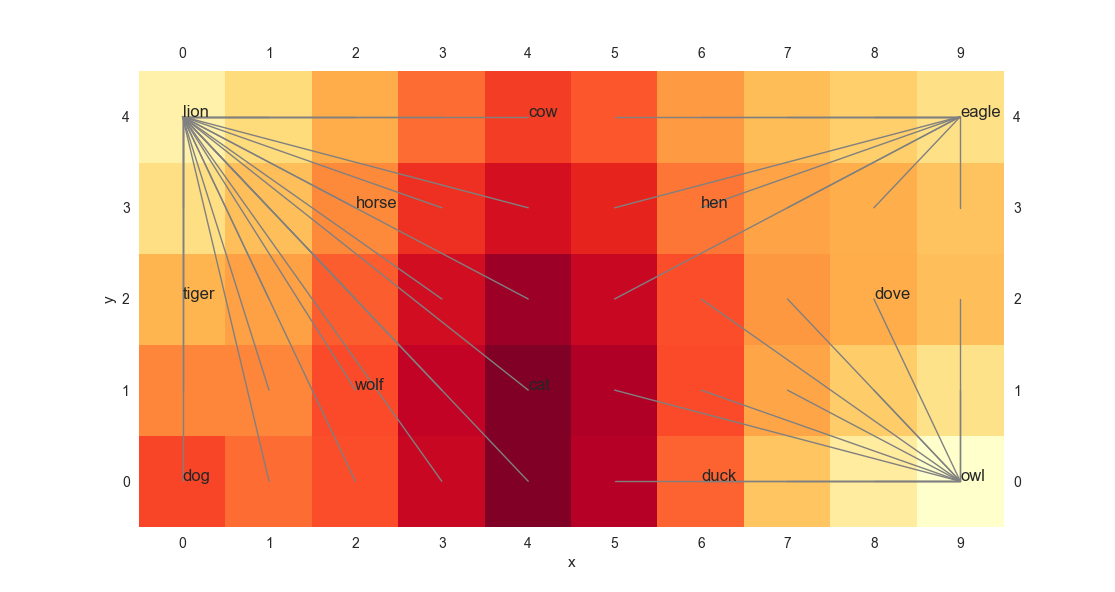 0 1 2 3 4 5 6 7 8 9
4 lion cow eagle 4
3 horse hen 3
y 2 tiger dove 2
1 wolf cat 1
0 dog duck owl 0
0 1 2 3 4 5 6 7 8 9
x